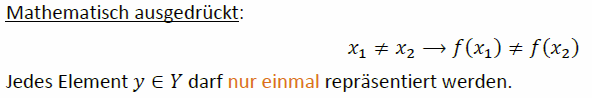 Mathematisch ausgedrückt:
𝑥₁ ≠ 𝑥₂ ⟶ 𝑓(𝑥₁) ≠ 𝑓(𝑥₂)
Jedes Element 𝑦 ∈ 𝑌 darf nur einmal repräsentiert werden.